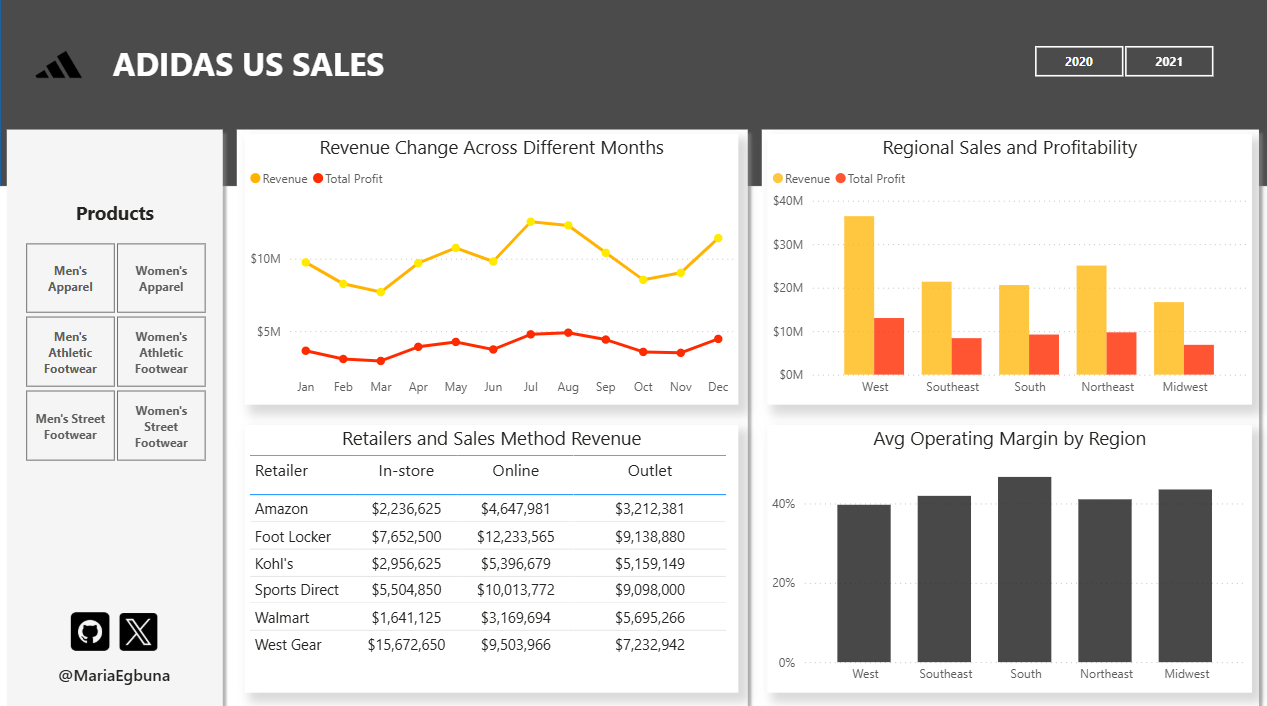 ADIDAS US SALES
2020 2021
Products
Men's
Apparel
Women's
Apparel
Men's
Athletic
Footwear
Women's
Athletic
Footwear
Men's Street
Footwear
Women's
Street
Footwear
@MariaEgbuna
Revenue Change Across Different Months
Revenue Total Profit
$10M
$5M
Jan Feb Mar Apr May Jun Jul Aug Sep Oct Nov Dec
Regional Sales and Profitability
Revenue Total Profit
$40M
$30M
$20M
$10M
$0M
West Southeast South Northeast Midwest
Retailers and Sales Method Revenue
Retailer In-store Online Outlet
Amazon $2,236,625 $4,647,981 $3,212,381
Foot Locker $7,652,500 $12,233,565 $9,138,880
Kohl's $2,956,625 $5,396,679 $5,159,149
Sports Direct $5,504,850 $10,013,772 $9,098,000
Walmart $1,641,125 $3,169,694 $5,695,266
West Gear $15,672,650 $9,503,966 $7,232,942
Avg Operating Margin by Region
40%
20%
0%
West Southeast South Northeast Midwest